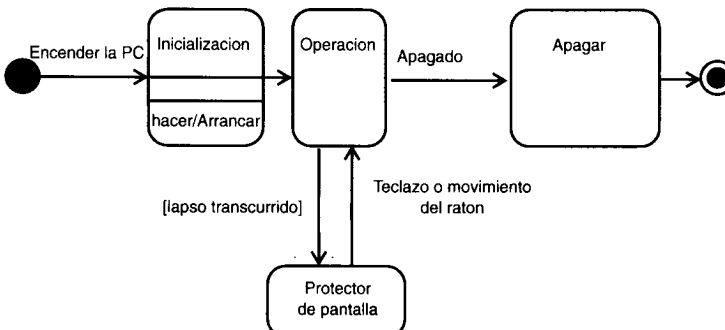 Encender la PC
Inicializacion
hacer/Arrancar
Operacion
Apagado
Apagar
[lapso transcurrido]
Teclazo o movimiento
del raton
Protector
de pantalla